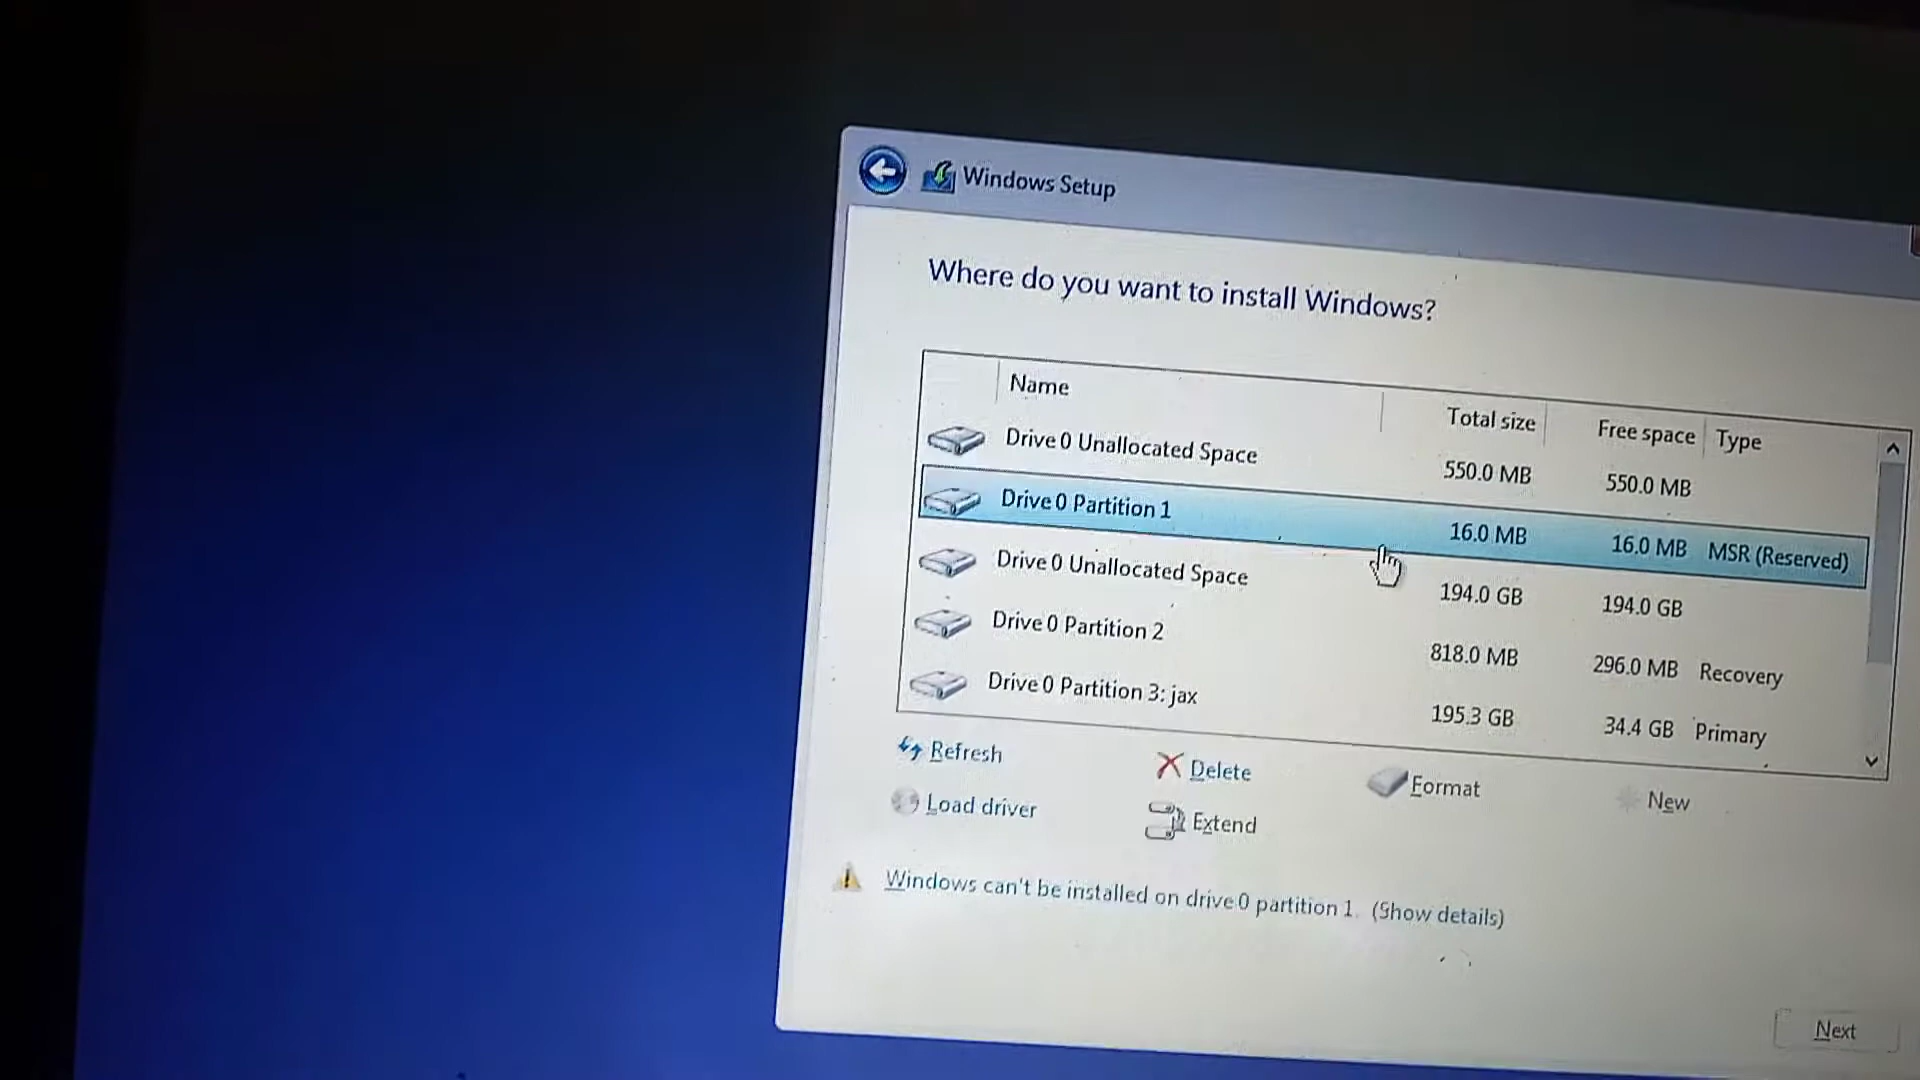 Windows Setup
Where do you want to install Windows?
Name Total size Free space Type
Drive 0 Unallocated Space 550.0 MB 550.0 MB
Drive 0 Partition 1 16.0 MB 16.0 MB MSR (Reserved)
Drive 0 Unallocated Space 194.0 GB 194.0 GB
Drive 0 Partition 2 818.0 MB 296.0 MB Recovery
Drive 0 Partition 3: jax 195.3 GB 34.4 GB Primary
Refresh Delete Format New
Load driver Extend
Windows can't be installed on drive 0 partition 1. (Show details)
Next